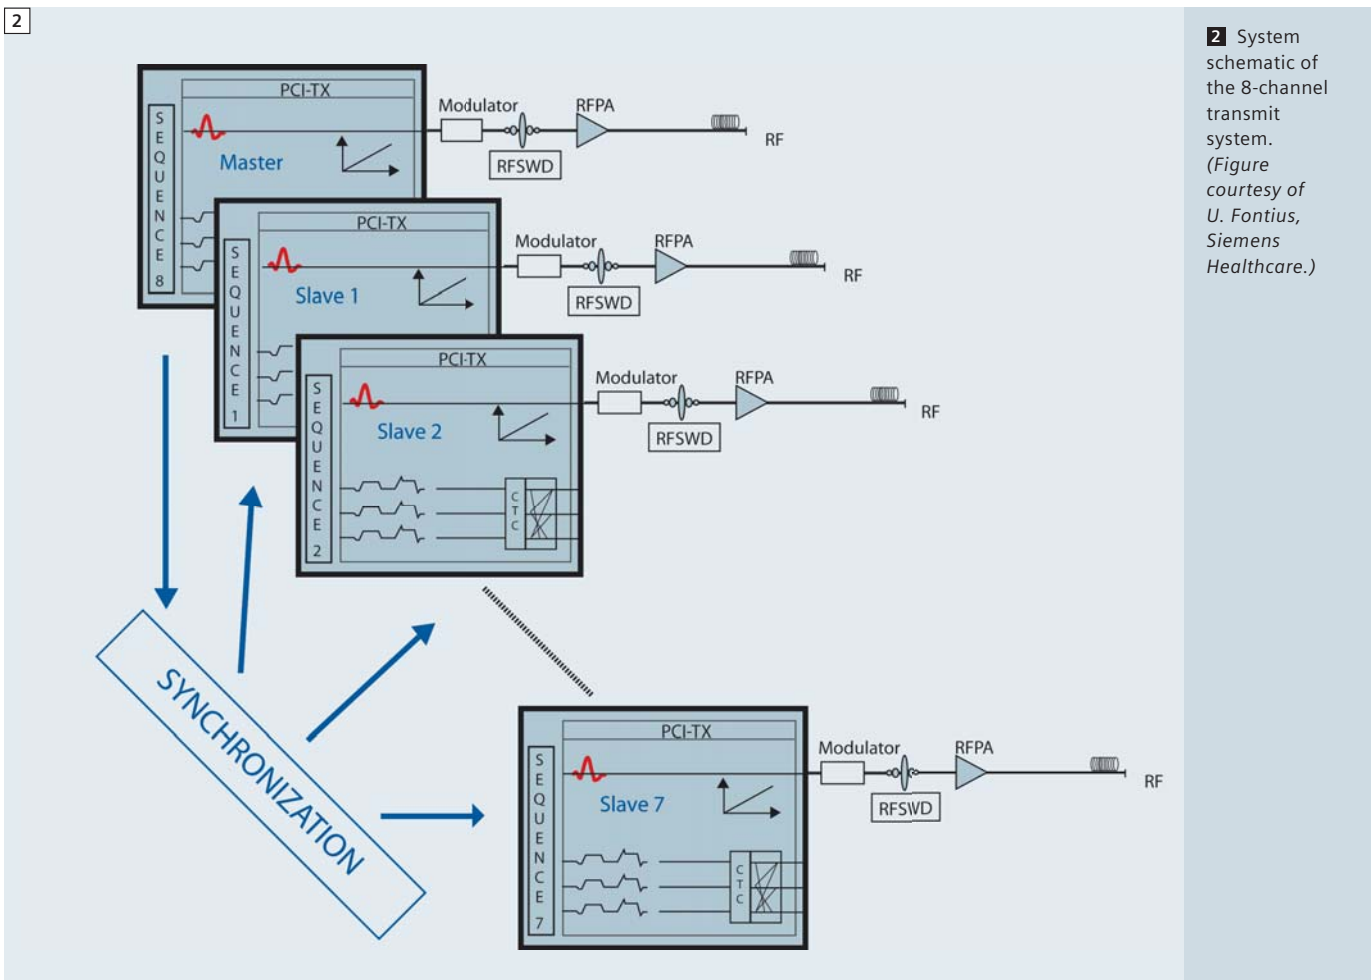 2
2 System
schematic of
the 8-channel
transmit
system.
(Figure
courtesy of
U. Fontius,
Siemens
Healthcare.)
PCI-TX
SEQUENCE 8
Master
Modulator
RFPA
RFSWD
RF
PCI-TX
SEQUENCE 1
Slave 1
Modulator
RFPA
RFSWD
RF
PCI-TX
SEQUENCE 2
Slave 2
CTC
Modulator
RFPA
RFSWD
RF
SYNCHRONIZATION
PCI-TX
SEQUENCE 7
Slave 7
CTC
Modulator
RFPA
RFSWD
RF